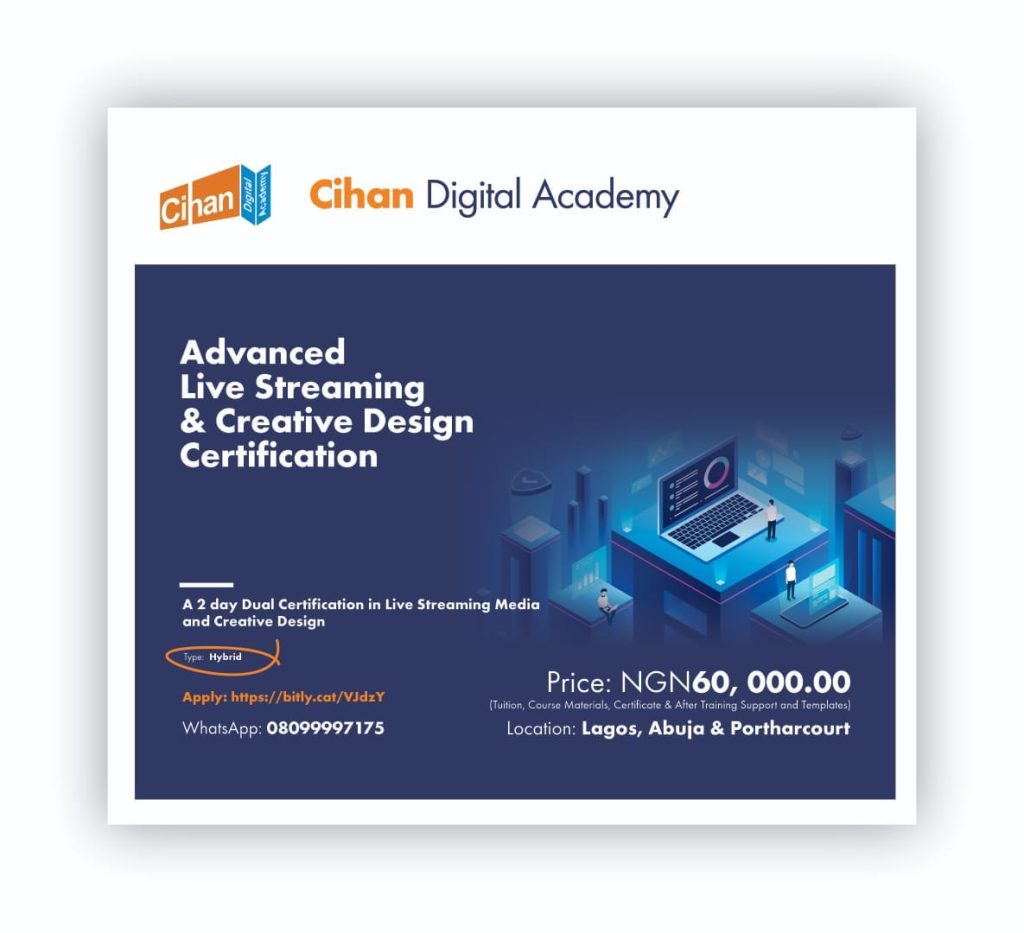 Cihan
Digital
Academy
Cihan Digital Academy
Advanced
Live Streaming
& Creative Design
Certification
A 2 day Dual Certification in Live Streaming Media
and Creative Design
Type: Hybrid
Apply: https://bitly.cat/VJdzY
WhatsApp: 08099997175
Price: NGN60, 000.00
(Tuition, Course Materials, Certificate & After Training Support and Templates)
Location: Lagos, Abuja & Portharcourt